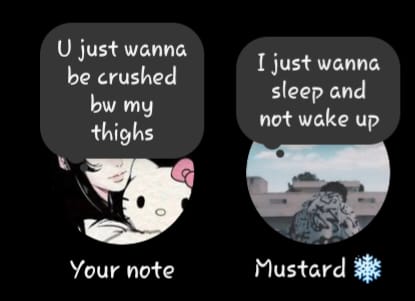 U just wanna
be crushed
bw my
thighs
I just wanna
sleep and
not wake up
Your note
Mustard ❄️